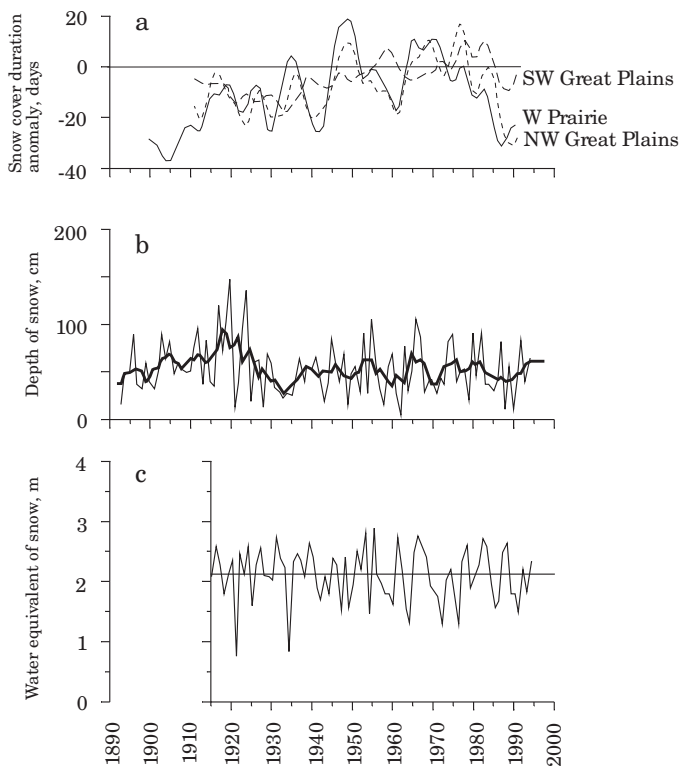 a
20
0
-20
-40
Snow cover duration
anomaly, days
SW Great Plains
W Prairie
NW Great Plains
b
200
100
0
Depth of snow, cm
c
4
3
2
1
0
Water equivalent of snow, m
1890
1900
1910
1920
1930
1940
1950
1960
1970
1980
1990
2000